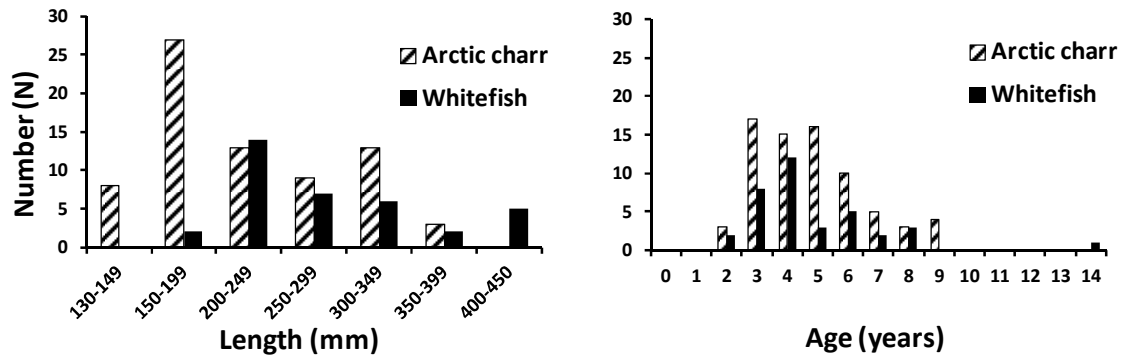 30
25
20
15
10
5
0
Number (N)
Arctic charr
Whitefish
130-149
150-199
200-249
250-299
300-349
350-399
400-450
Length (mm)
30
25
20
15
10
5
0
Arctic charr
Whitefish
0 1 2 3 4 5 6 7 8 9 10 11 12 13 14
Age (years)